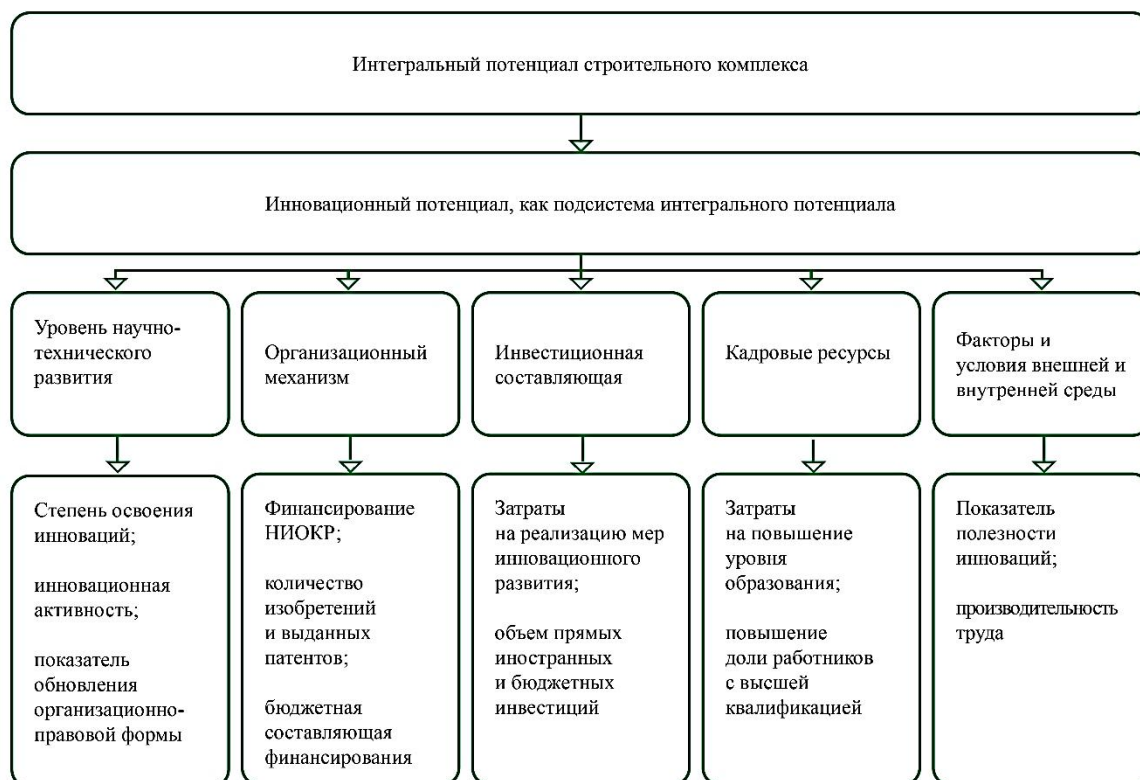 Интегральный потенциал строительного комплекса
Инновационный потенциал, как подсистема интегрального потенциала
Уровень научно-
технического
развития
Организационный
механизм
Инвестиционная
составляющая
Кадровые ресурсы
Факторы и
условия внешней и
внутренней среды
Степень освоения
инноваций;
инновационная
активность;
показатель
обновления
организационно-
правовой формы
Финансирование
НИОКР;
количество
изобретений
и выданных
патентов;
бюджетная
составляющая
финансирования
Затраты
на реализацию мер
инновационного
развития;
объем прямых
иностранных
и бюджетных
инвестиций
Затраты
на повышение
уровня
образования;
повышение
доли работников
с высшей
квалификацией
Показатель
полезности
инноваций;
производительность
труда